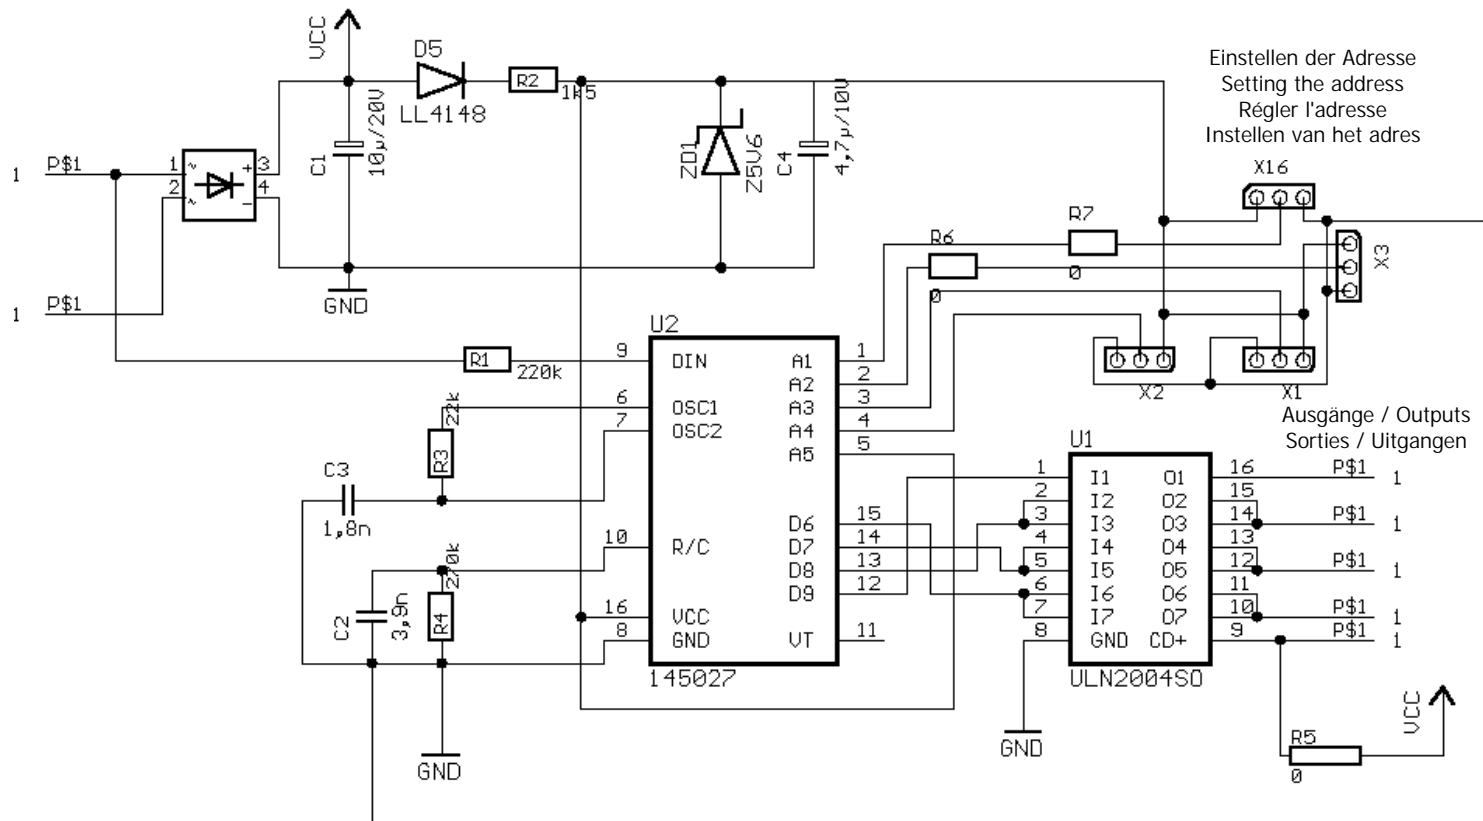 VCC
D5
LL4148
R2
1k5
C1
10µ/20V
ZD1
Z5V6
C4
4,7µ/10V
Einstellen der Adresse
Setting the address
Régler l'adresse
Instellen van het adres
X16
1 P$1
1 ~ + 3
2 ~ - 4
1 P$1
GND
R7
0
R6
0
X3
X2
X1
R1
220k
U2
9 DIN A1 1
A2 2
6 OSC1 A3 3
7 OSC2 A4 4
A5 5
D6 15
10 R/C D7 14
D8 13
D9 12
16 VCC
8 GND VT 11
145027
R3
22k
C3
1,8n
C2
3,9n
R4
270k
GND
Ausgänge / Outputs
Sorties / Uitgangen
U1
1 I1 O1 16 P$1 1
2 I2 O2 15
3 I3 O3 14 P$1 1
4 I4 O4 13
5 I5 O5 12 P$1 1
6 I6 O6 11
7 I7 O7 10 P$1 1
8 GND CD+ 9 P$1 1
ULN2004SO
GND
R5
0
VCC